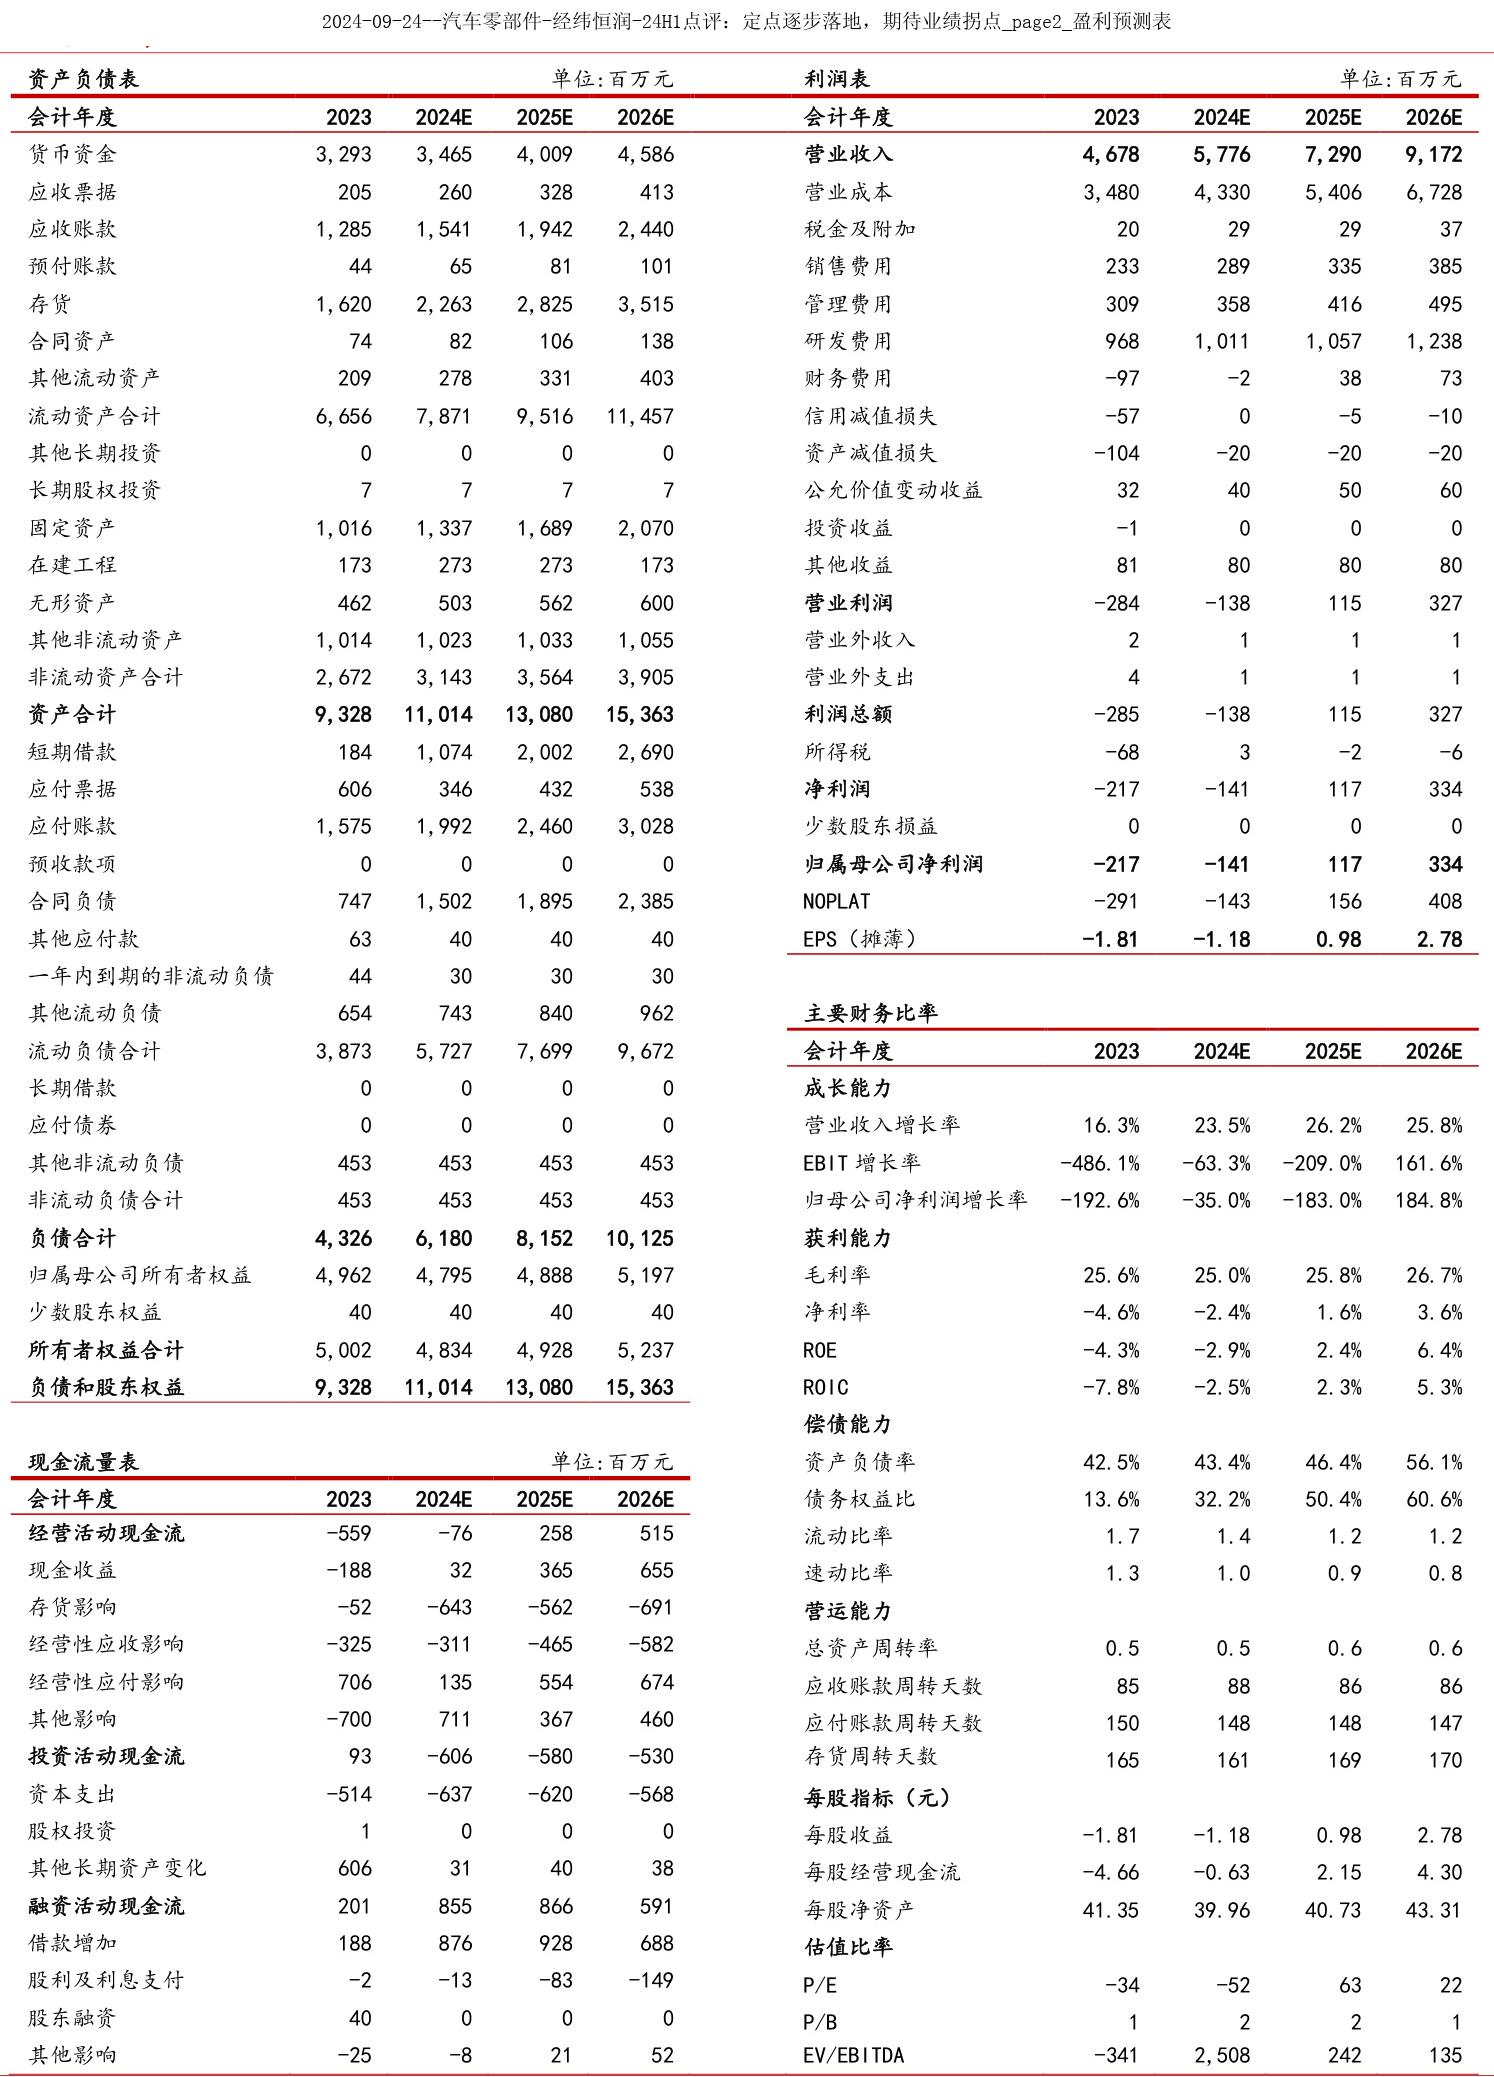 2024-09-24--汽车零部件-经纬恒润-24H1点评：定点逐步落地，期待业绩拐点_page2_盈利预测表
资产负债表 单位:百万元
会计年度 2023 2024E 2025E 2026E
货币资金 3,293 3,465 4,009 4,586
应收票据 205 260 328 413
应收账款 1,285 1,541 1,942 2,440
预付账款 44 65 81 101
存货 1,620 2,263 2,825 3,515
合同资产 74 82 106 138
其他流动资产 209 278 331 403
流动资产合计 6,656 7,871 9,516 11,457
其他长期投资 0 0 0 0
长期股权投资 7 7 7 7
固定资产 1,016 1,337 1,689 2,070
在建工程 173 273 273 173
无形资产 462 503 562 600
其他非流动资产 1,014 1,023 1,033 1,055
非流动资产合计 2,672 3,143 3,564 3,905
资产合计 9,328 11,014 13,080 15,363
短期借款 184 1,074 2,002 2,690
应付票据 606 346 432 538
应付账款 1,575 1,992 2,460 3,028
预收款项 0 0 0 0
合同负债 747 1,502 1,895 2,385
其他应付款 63 40 40 40
一年内到期的非流动负债 44 30 30 30
其他流动负债 654 743 840 962
流动负债合计 3,873 5,727 7,699 9,672
长期借款 0 0 0 0
应付债券 0 0 0 0
其他非流动负债 453 453 453 453
非流动负债合计 453 453 453 453
负债合计 4,326 6,180 8,152 10,125
归属母公司所有者权益 4,962 4,795 4,888 5,197
少数股东权益 40 40 40 40
所有者权益合计 5,002 4,834 4,928 5,237
负债和股东权益 9,328 11,014 13,080 15,363
现金流量表 单位:百万元
会计年度 2023 2024E 2025E 2026E
经营活动现金流 -559 -76 258 515
现金收益 -188 32 365 655
存货影响 -52 -643 -562 -691
经营性应收影响 -325 -311 -465 -582
经营性应付影响 706 135 554 674
其他影响 -700 711 367 460
投资活动现金流 93 -606 -580 -530
资本支出 -514 -637 -620 -568
股权投资 1 0 0 0
其他长期资产变化 606 31 40 38
融资活动现金流 201 855 866 591
借款增加 188 876 928 688
股利及利息支付 -2 -13 -83 -149
股东融资 40 0 0 0
其他影响 -25 -8 21 52
利润表 单位:百万元
会计年度 2023 2024E 2025E 2026E
营业收入 4,678 5,776 7,290 9,172
营业成本 3,480 4,330 5,406 6,728
税金及附加 20 29 29 37
销售费用 233 289 335 385
管理费用 309 358 416 495
研发费用 968 1,011 1,057 1,238
财务费用 -97 -2 38 73
信用减值损失 -57 0 -5 -10
资产减值损失 -104 -20 -20 -20
公允价值变动收益 32 40 50 60
投资收益 -1 0 0 0
其他收益 81 80 80 80
营业利润 -284 -138 115 327
营业外收入 2 1 1 1
营业外支出 4 1 1 1
利润总额 -285 -138 115 327
所得税 -68 3 -2 -6
净利润 -217 -141 117 334
少数股东损益 0 0 0 0
归属母公司净利润 -217 -141 117 334
NOPLAT -291 -143 156 408
EPS（摊薄） -1.81 -1.18 0.98 2.78
主要财务比率
会计年度 2023 2024E 2025E 2026E
成长能力
营业收入增长率 16.3% 23.5% 26.2% 25.8%
EBIT 增长率 -486.1% -63.3% -209.0% 161.6%
归母公司净利润增长率 -192.6% -35.0% -183.0% 184.8%
获利能力
毛利率 25.6% 25.0% 25.8% 26.7%
净利率 -4.6% -2.4% 1.6% 3.6%
ROE -4.3% -2.9% 2.4% 6.4%
ROIC -7.8% -2.5% 2.3% 5.3%
偿债能力
资产负债率 42.5% 43.4% 46.4% 56.1%
债务权益比 13.6% 32.2% 50.4% 60.6%
流动比率 1.7 1.4 1.2 1.2
速动比率 1.3 1.0 0.9 0.8
营运能力
总资产周转率 0.5 0.5 0.6 0.6
应收账款周转天数 85 88 86 86
应付账款周转天数 150 148 148 147
存货周转天数 165 161 169 170
每股指标（元）
每股收益 -1.81 -1.18 0.98 2.78
每股经营现金流 -4.66 -0.63 2.15 4.30
每股净资产 41.35 39.96 40.73 43.31
估值比率
P/E -34 -52 63 22
P/B 1 2 2 1
EV/EBITDA -341 2,508 242 135